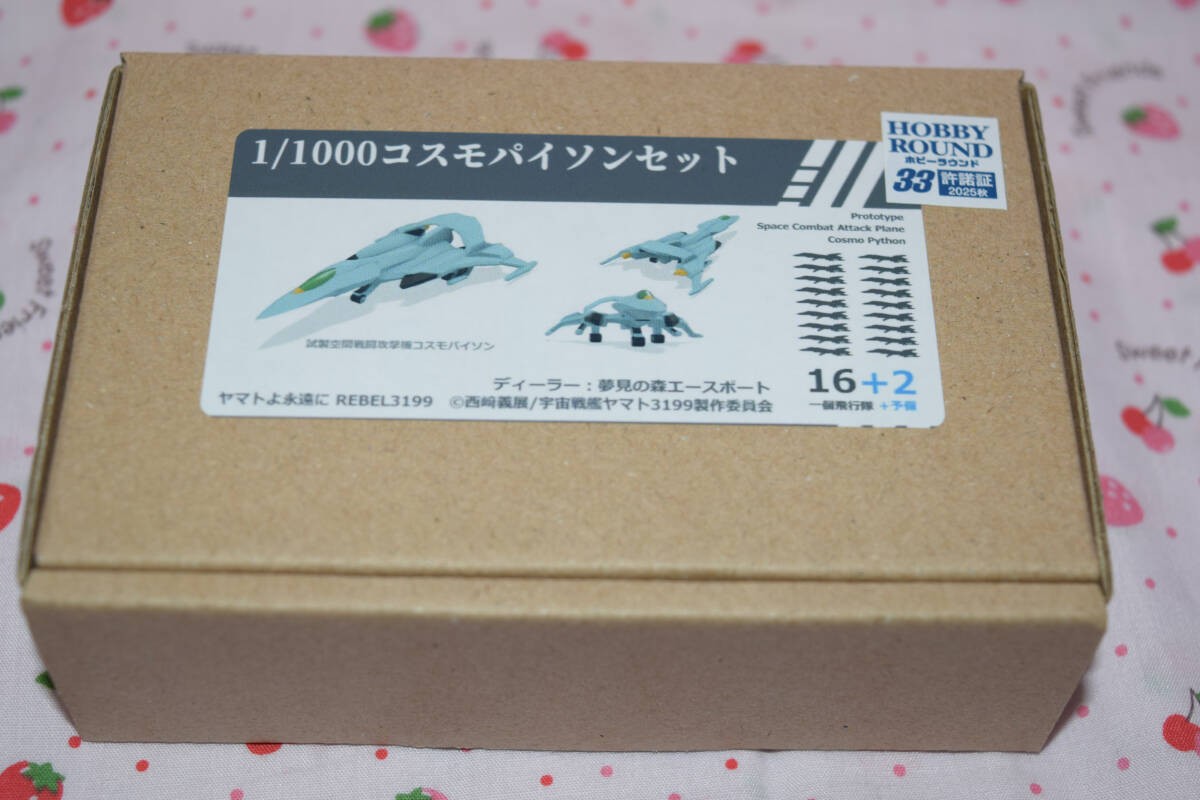 1/1000コスモパイソンセット
HOBBY
ROUND
ホビーラウンド
33 許諾証
2025秋
Prototype
Space Combat Attack Plane
Cosmo Python
試製空間戦闘攻撃機コスモパイソン
16+2
一個飛行隊 +予備
ディーラー：夢見の森エースポート
ヤマトよ永遠に REBEL3199 ©西﨑義展/宇宙戦艦ヤマト3199製作委員会
Sweet Frie
Sweet